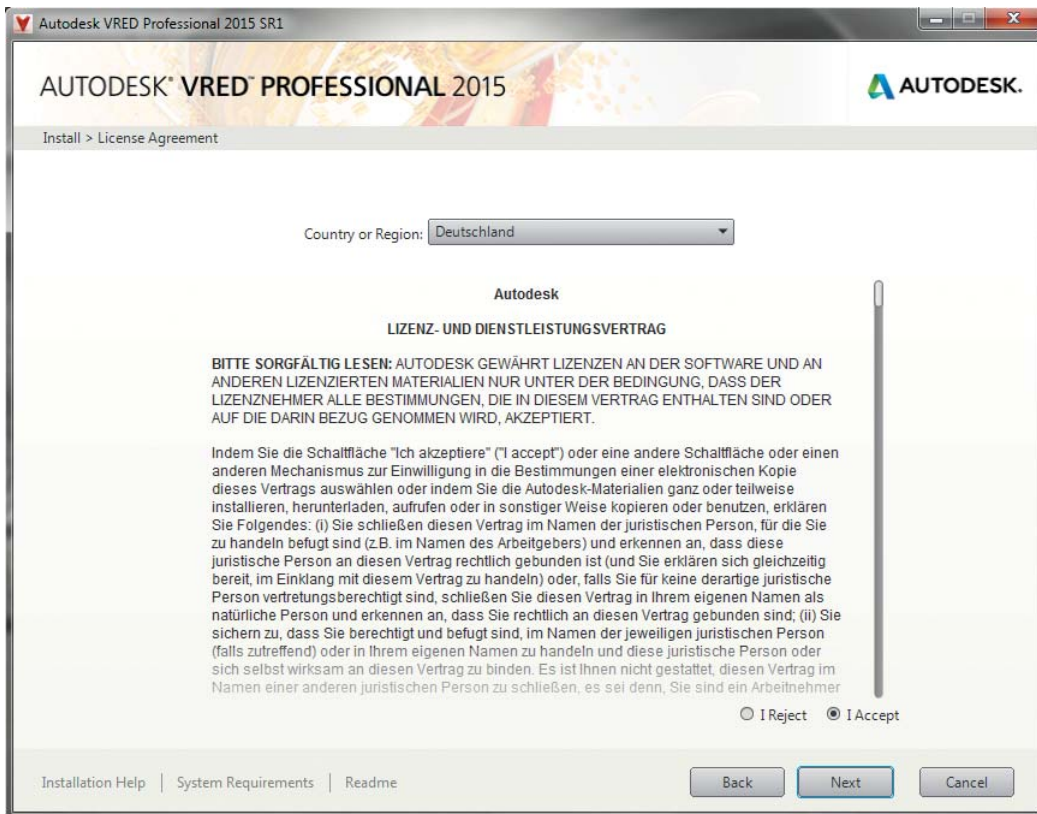 Autodesk VRED Professional 2015 SR1
AUTODESK® VRED™ PROFESSIONAL 2015
AUTODESK.
Install > License Agreement
Country or Region: Deutschland
Autodesk
LIZENZ- UND DIENSTLEISTUNGSVERTRAG
BITTE SORGFÄLTIG LESEN: AUTODESK GEWÄHRT LIZENZEN AN DER SOFTWARE UND AN
ANDEREN LIZENZIERTEN MATERIALIEN NUR UNTER DER BEDINGUNG, DASS DER
LIZENZNEHMER ALLE BESTIMMUNGEN, DIE IN DIESEM VERTRAG ENTHALTEN SIND ODER
AUF DIE DARIN BEZUG GENOMMEN WIRD, AKZEPTIERT.
Indem Sie die Schaltfläche "Ich akzeptiere" ("I accept") oder eine andere Schaltfläche oder einen
anderen Mechanismus zur Einwilligung in die Bestimmungen einer elektronischen Kopie
dieses Vertrags auswählen oder indem Sie die Autodesk-Materialien ganz oder teilweise
installieren, herunterladen, aufrufen oder in sonstiger Weise kopieren oder benutzen, erklären
Sie Folgendes: (i) Sie schließen diesen Vertrag im Namen der juristischen Person, für die Sie
zu handeln befugt sind (z.B. im Namen des Arbeitgebers) und erkennen an, dass diese
juristische Person an diesen Vertrag rechtlich gebunden ist (und Sie erklären sich gleichzeitig
bereit, im Einklang mit diesem Vertrag zu handeln) oder, falls Sie für keine derartige juristische
Person vertretungsberechtigt sind, schließen Sie diesen Vertrag in Ihrem eigenen Namen als
natürliche Person und erkennen an, dass Sie rechtlich an diesen Vertrag gebunden sind; (ii) Sie
sichern zu, dass Sie berechtigt und befugt sind, im Namen der jeweiligen juristischen Person
(falls zutreffend) oder in Ihrem eigenen Namen zu handeln und diese juristische Person oder
sich selbst wirksam an diesen Vertrag zu binden. Es ist Ihnen nicht gestattet, diesen Vertrag im
Namen einer anderen juristischen Person zu schließen, es sei denn, Sie sind ein Arbeitnehmer
I Reject I Accept
Installation Help | System Requirements | Readme
Back Next Cancel